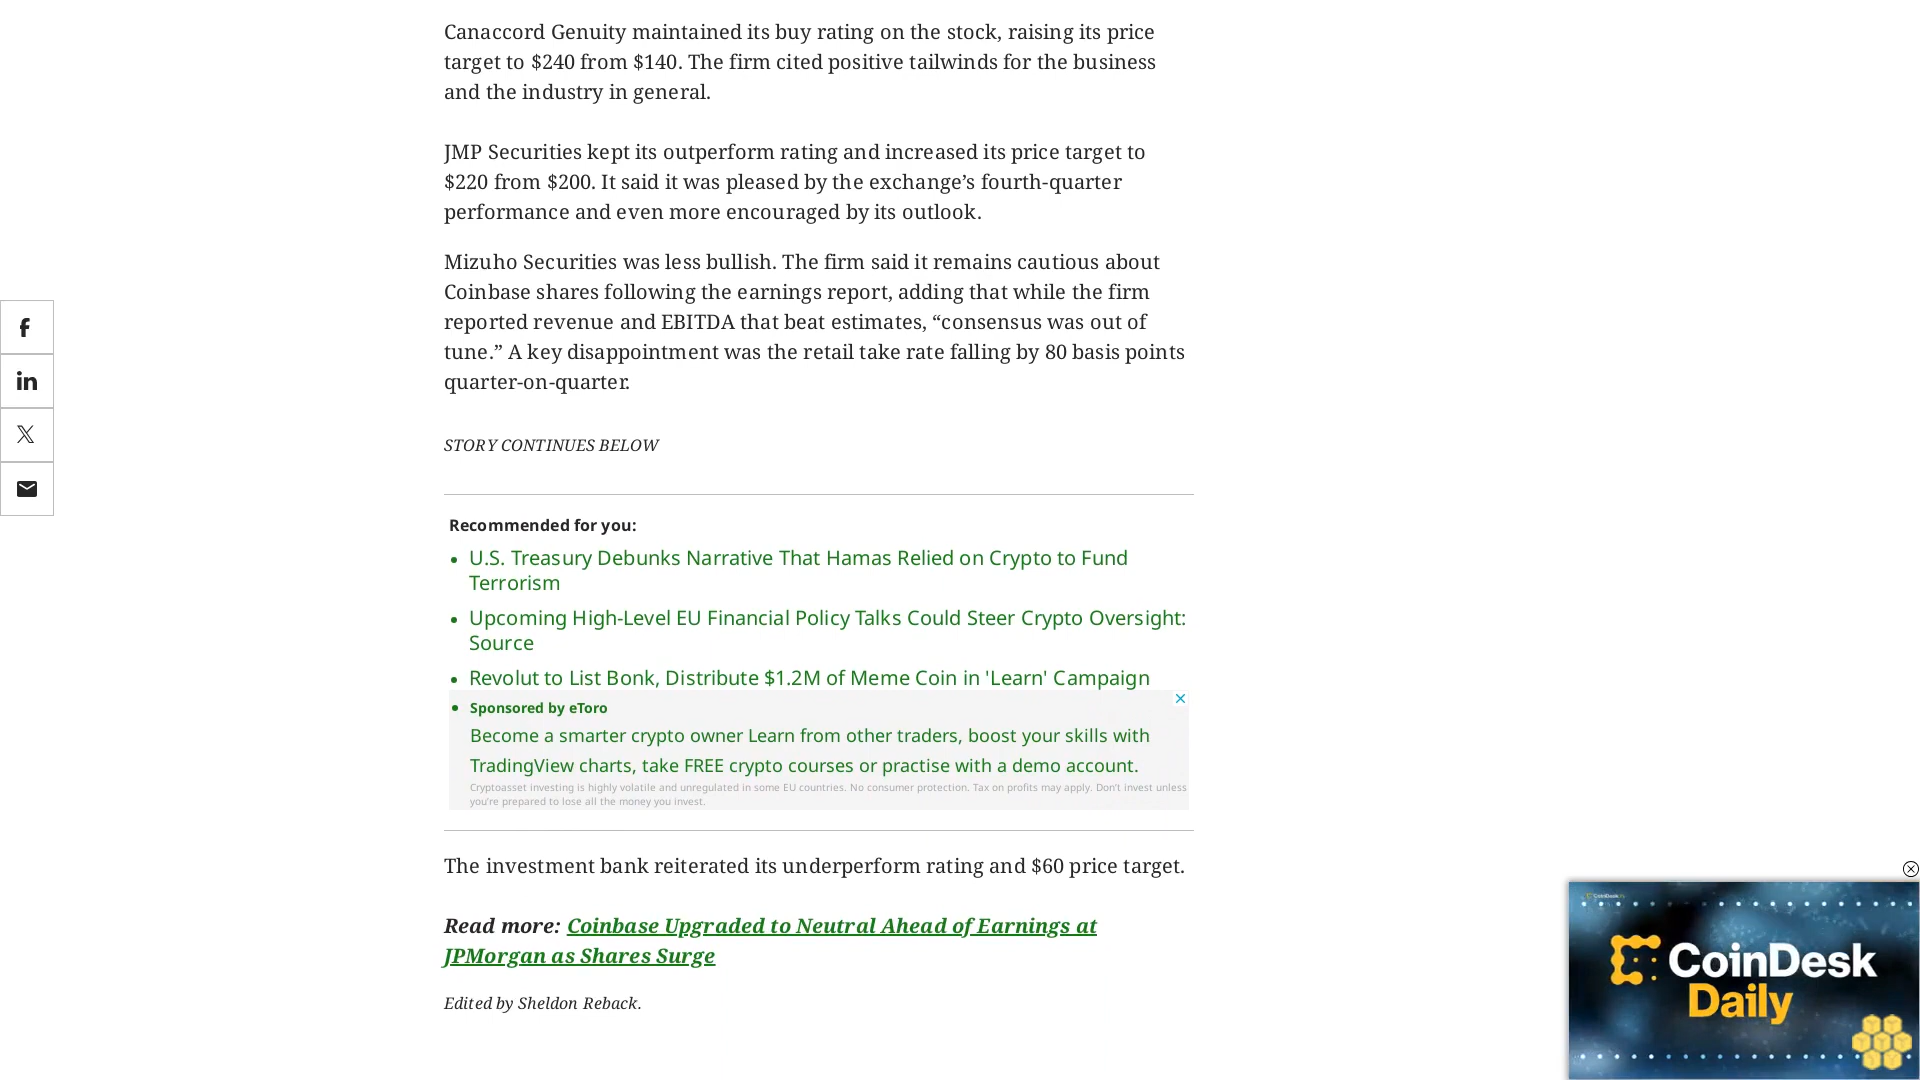 Canaccord Genuity maintained its buy rating on the stock, raising its price
target to $240 from $140. The firm cited positive tailwinds for the business
and the industry in general.
JMP Securities kept its outperform rating and increased its price target to
$220 from $200. It said it was pleased by the exchange’s fourth-quarter
performance and even more encouraged by its outlook.
Mizuho Securities was less bullish. The firm said it remains cautious about
Coinbase shares following the earnings report, adding that while the firm
reported revenue and EBITDA that beat estimates, “consensus was out of
tune.” A key disappointment was the retail take rate falling by 80 basis points
quarter-on-quarter.
STORY CONTINUES BELOW
Recommended for you:
• U.S. Treasury Debunks Narrative That Hamas Relied on Crypto to Fund
Terrorism
• Upcoming High-Level EU Financial Policy Talks Could Steer Crypto Oversight:
Source
• Revolut to List Bonk, Distribute $1.2M of Meme Coin in 'Learn' Campaign
• Sponsored by eToro
Become a smarter crypto owner Learn from other traders, boost your skills with
TradingView charts, take FREE crypto courses or practise with a demo account.
Cryptoasset investing is highly volatile and unregulated in some EU countries. No consumer protection. Tax on profits may apply. Don’t invest unless
you’re prepared to lose all the money you invest.
The investment bank reiterated its underperform rating and $60 price target.
Read more: Coinbase Upgraded to Neutral Ahead of Earnings at
JPMorgan as Shares Surge
Edited by Sheldon Reback.
CoinDesk
CoinDesk
Daily